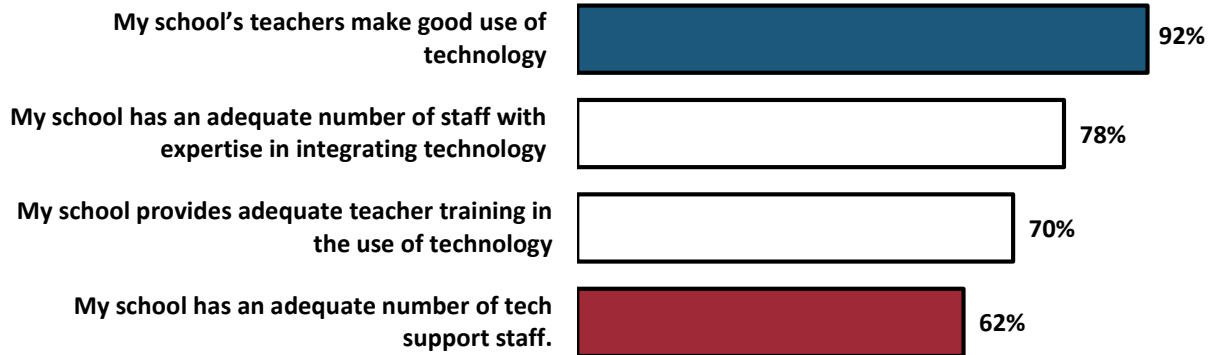 My school’s teachers make good use of
technology
92%
My school has an adequate number of staff with
expertise in integrating technology
78%
My school provides adequate teacher training in
the use of technology
70%
My school has an adequate number of tech
support staff.
62%